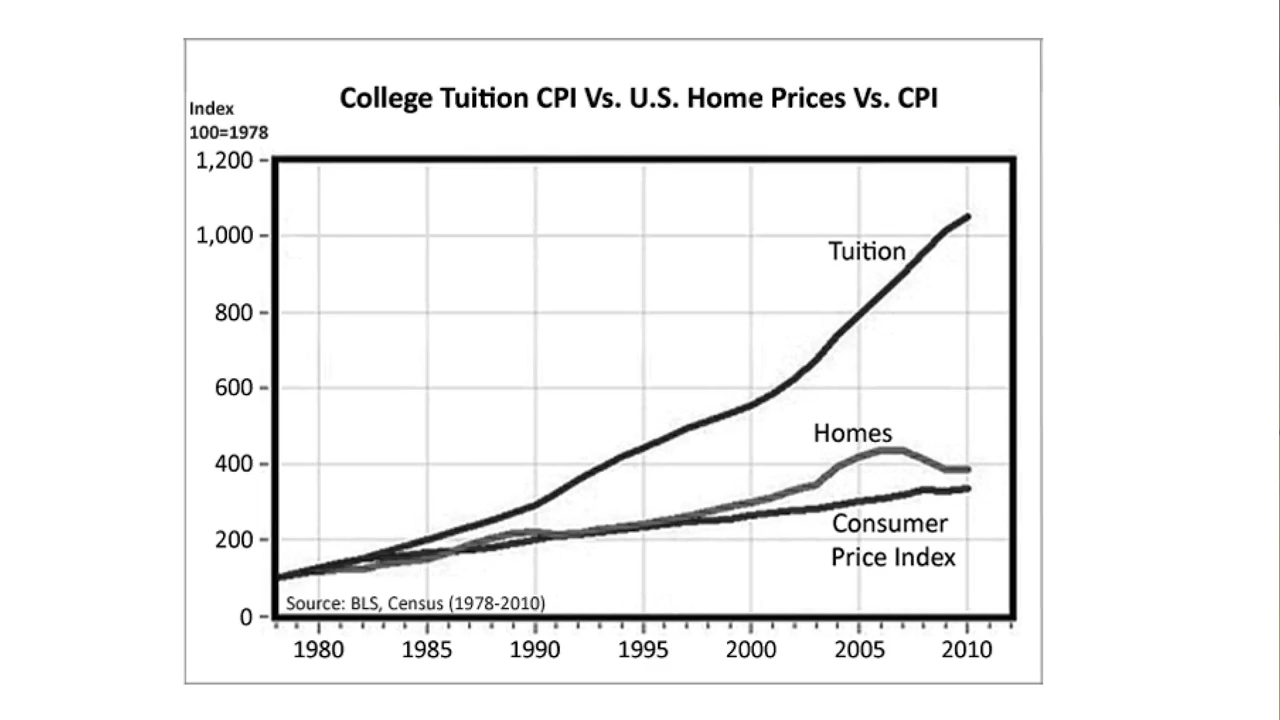 College Tuition CPI Vs. U.S. Home Prices Vs. CPI
Index
100=1978
1,200
1,000
800
600
400
200
0
Tuition
Homes
Consumer
Price Index
Source: BLS, Census (1978-2010)
1980 1985 1990 1995 2000 2005 2010